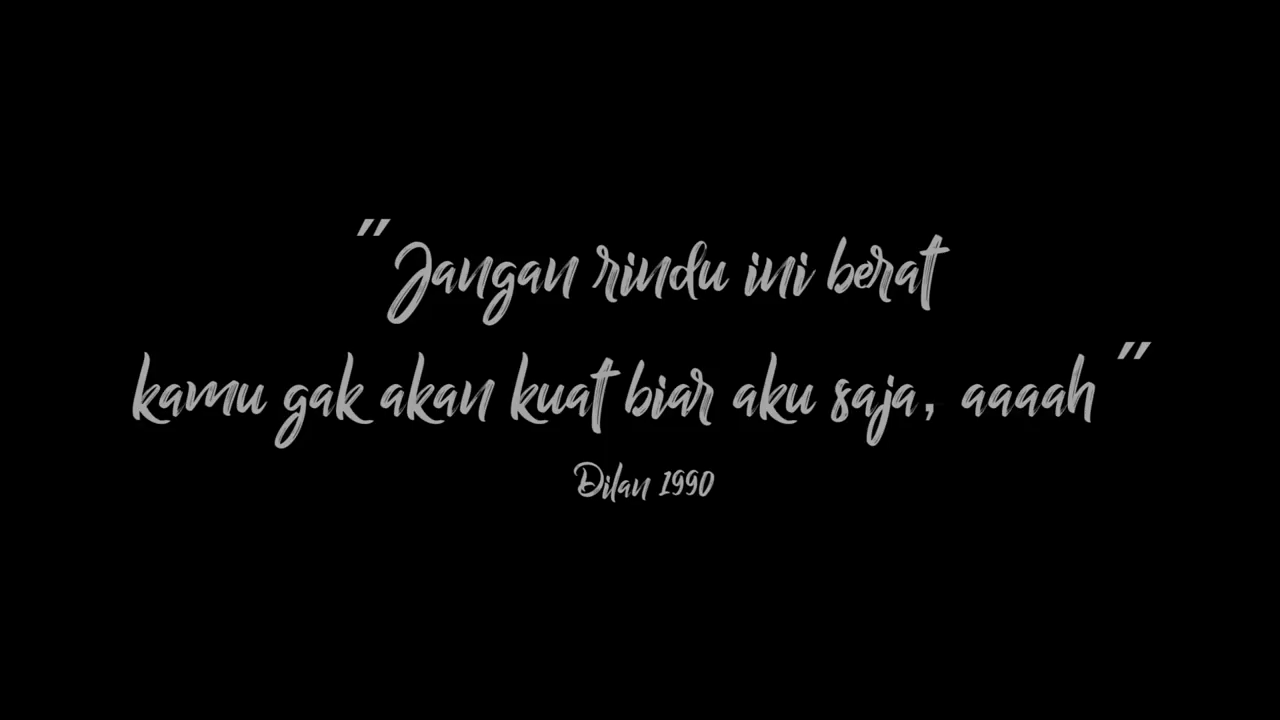 "Jangan rindu ini berat
kamu gak akan kuat biar aku saja, aaaah"
Dilan 1990